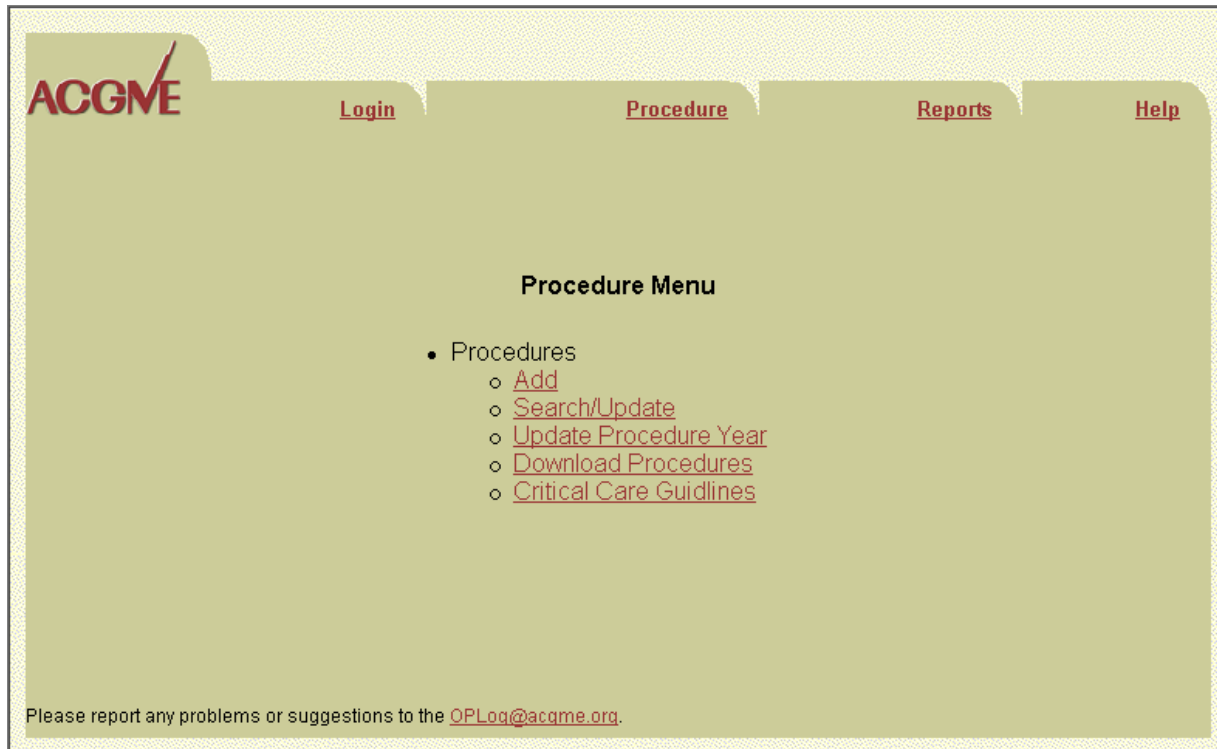 ACGME
Login Procedure Reports Help
Procedure Menu
Procedures
Add
Search/Update
Update Procedure Year
Download Procedures
Critical Care Guidlines
Please report any problems or suggestions to the OPLog@acgme.org.